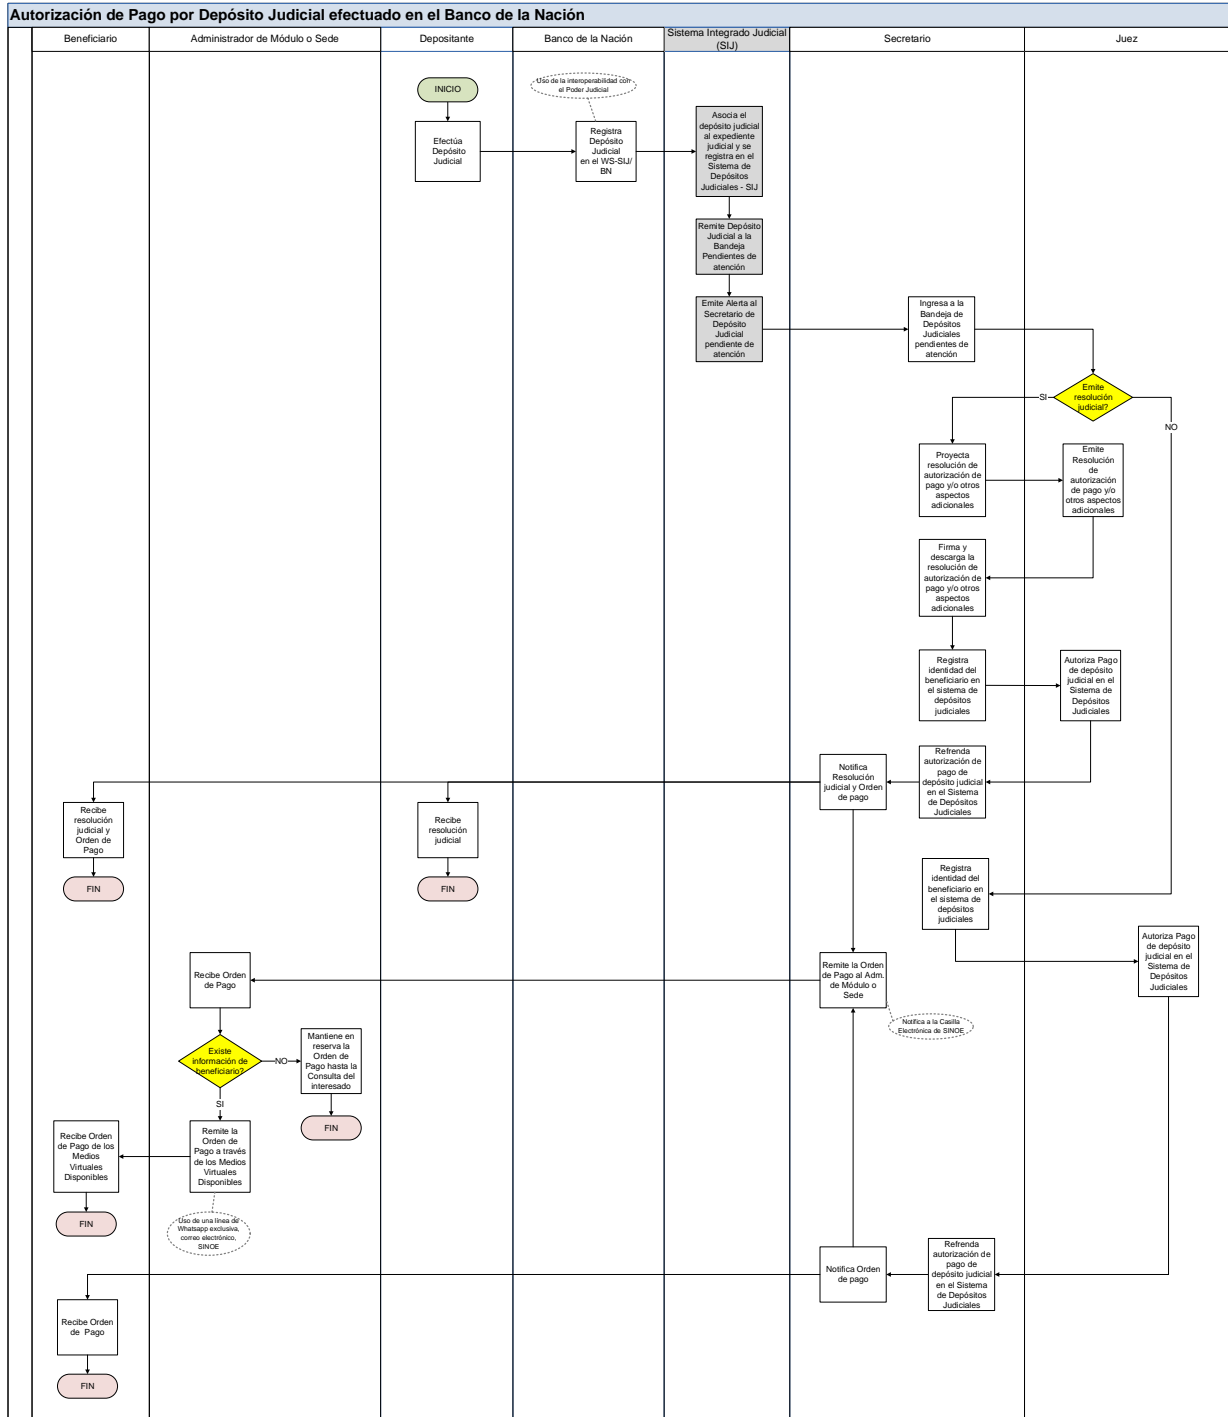 Autorización de Pago por Depósito Judicial efectuado en el Banco de la Nación
Beneficiario
Administrador de Módulo o Sede
Depositante
Banco de la Nación
Sistema Integrado Judicial
(SIJ)
Secretario
Juez
INICIO
Uso de la interoperabilidad con
el Poder Judicial
Efectúa
Depósito
Judicial
Registra
Depósito
Judicial
en el WS-SIJ/
BN
Asocia el
depósito judicial
al expediente
judicial y se
registra en el
Sistema de
Depósitos
Judiciales - SIJ
Remite Depósito
Judicial a la
Bandeja
Pendientes de
atención
Emite Alerta al
Secretario de
Depósito
Judicial
pendiente de
atención
Ingresa a la
Bandeja de
Depósitos
Judiciales
pendientes de
atención
Emite
resolución
judicial?
SI
NO
Proyecta
resolución de
autorización de
pago y/o otros
aspectos
adicionales
Emite
Resolución
de
autorización
de pago y/o
otros aspectos
adicionales
Firma y
descarga la
resolución de
autorización de
pago y/o otros
aspectos
adicionales
Registra
identidad del
beneficiario en
el sistema de
depósitos
judiciales
Autoriza Pago
de depósito
judicial en el
Sistema de
Depósitos
Judiciales
Refrenda
autorización de
pago de
depósito judicial
en el Sistema
de Depósitos
Judiciales
Notifica
Resolución
judicial y Orden
de pago
Recibe
resolución
judicial y
Orden de
Pago
FIN
Recibe
resolución
judicial
FIN
Registra
identidad del
beneficiario en
el sistema de
depósitos
judiciales
Autoriza Pago
de depósito
judicial en el
Sistema de
Depósitos
Judiciales
Remite la Orden
de Pago al Adm.
de Módulo o
Sede
Notifica a la Casilla
Electrónica de SINOE
Recibe Orden
de Pago
Existe
información de
beneficiario?
NO
Mantiene en
reserva la
Orden de
Pago hasta la
Consulta del
interesado
FIN
SI
Remite la
Orden de
Pago a través
de los Medios
Virtuales
Disponibles
Uso de una línea de
Whatsapp exclusiva,
correo electrónico,
SINOE
Recibe Orden
de Pago de los
Medios
Virtuales
Disponibles
FIN
Refrenda
autorización de
pago de
depósito judicial
en el Sistema
de Depósitos
Judiciales
Notifica Orden
de pago
Recibe Orden
de Pago
FIN